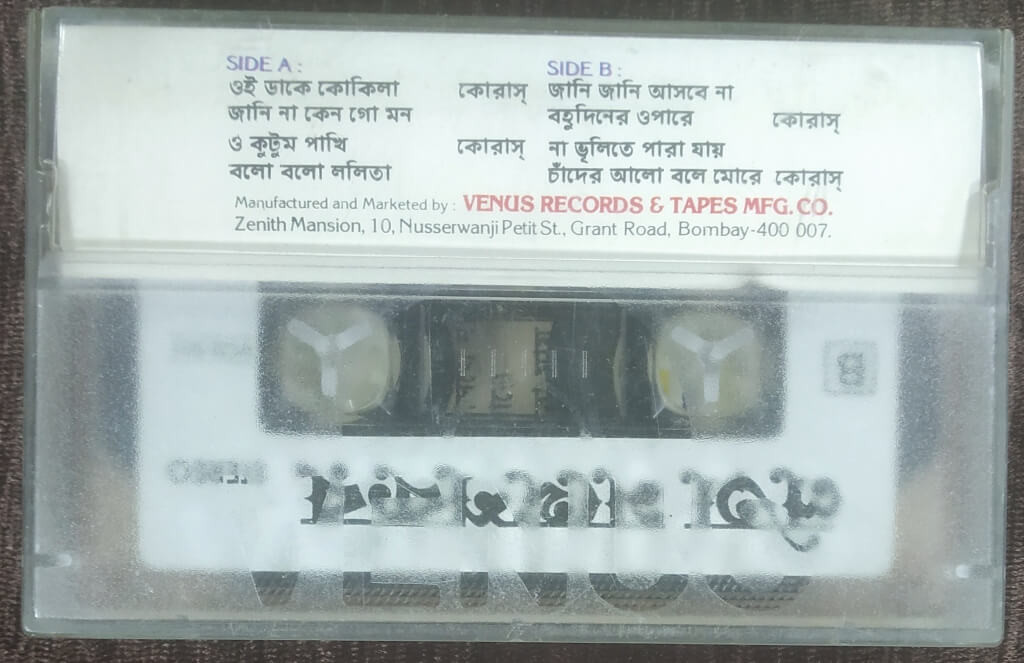 SIDE A :
ওই ডাকে কোকিলা কোরাস্
জানি না কেন গো মন
ও কুটুম পাখি কোরাস্
বলো বলো ললিতা
SIDE B :
জানি জানি আসবে না
বহুদিনের ওপারে কোরাস্
না ভূলিতে পারা যায়
চাঁদের আলো বলে মোরে কোরাস্
Manufactured and Marketed by : VENUS RECORDS & TAPES MFG. CO.
Zenith Mansion, 10, Nusserwanji Petit St., Grant Road, Bombay-400 007.
B
VENUS